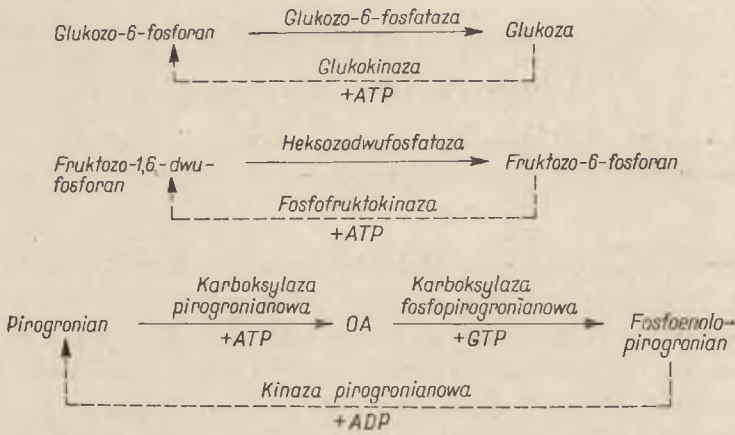 Glukozo-6-fosfataza
Glukozo-6-fosforan
Glukoza
Glukokinaza
+ATP
Heksozodwufosfataza
Fruktozo-1,6,-dwu-
fosforan
Fruktozo-6-fosforan
Fosfofruktokinaza
+ATP
Karboksylaza
pirogronianowa
Karboksylaza
fosfopirogronianowa
Pirogronian
+ATP
OA
+GTP
Fosfoenolo-
pirogronian
Kinaza pirogronianowa
+ADP